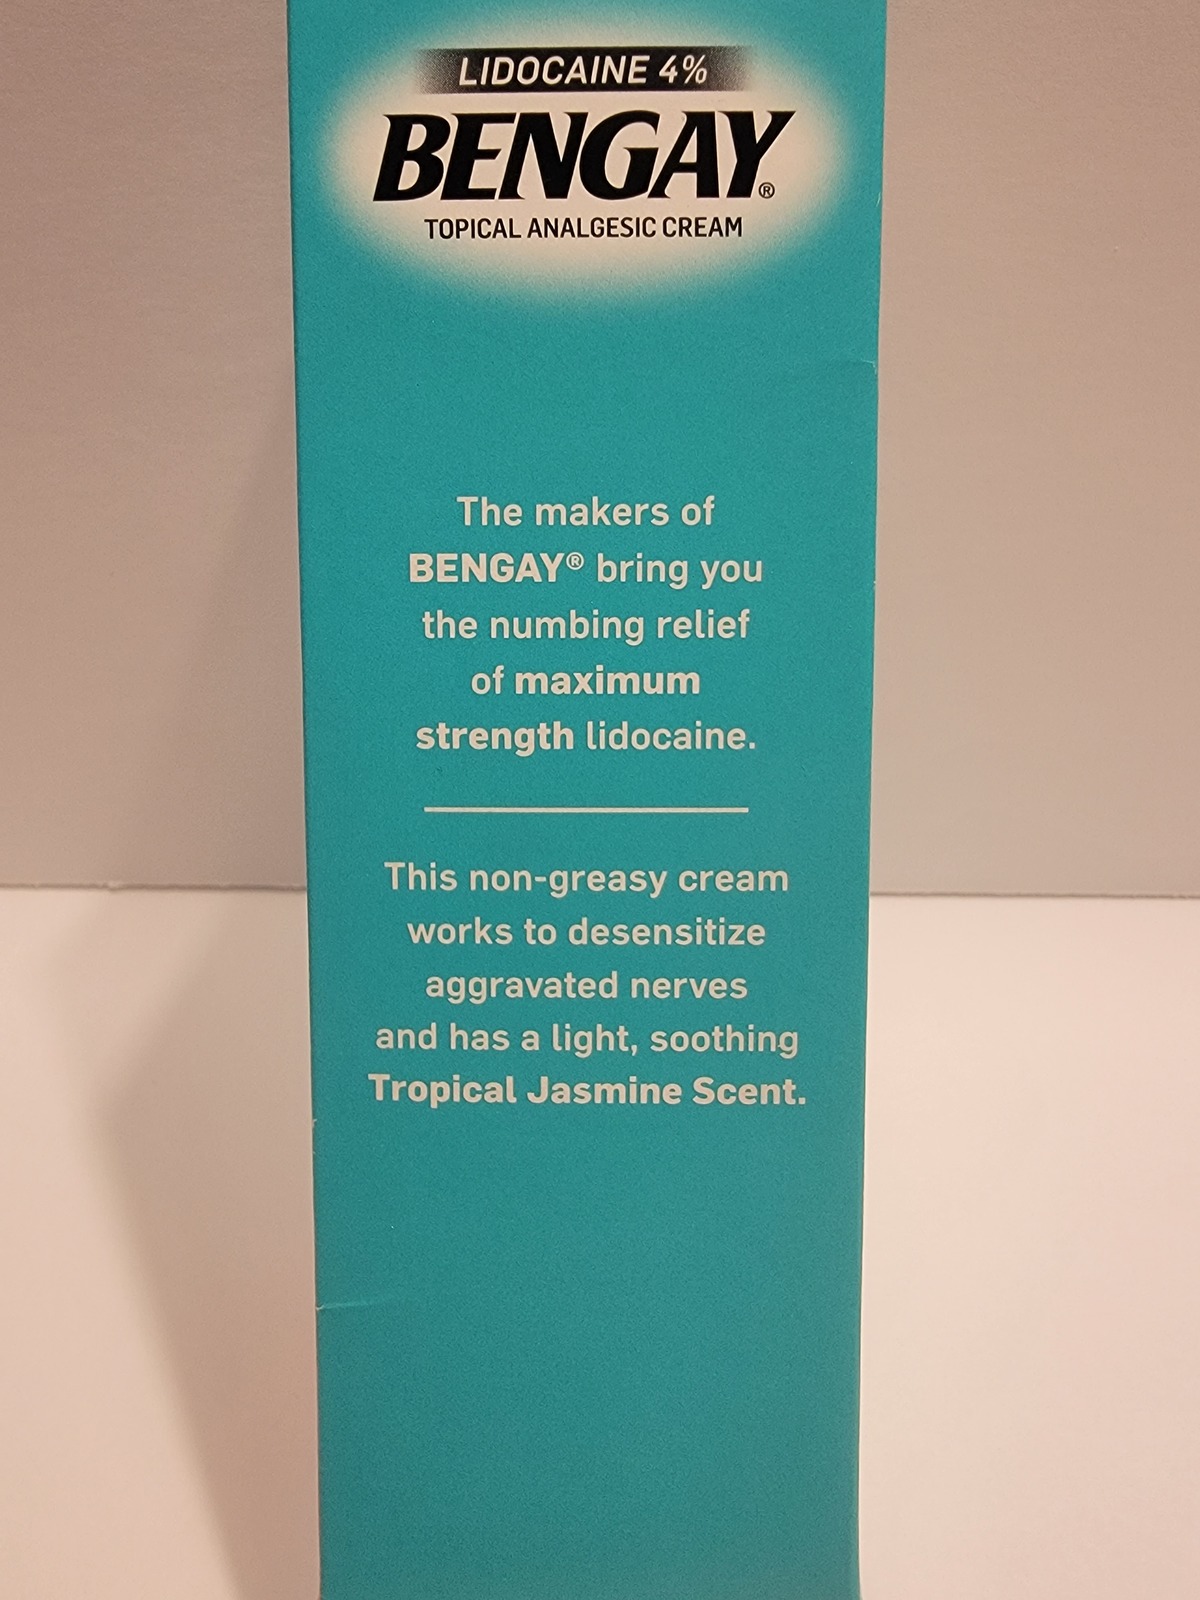 LIDOCAINE 4%
BENGAY®
TOPICAL ANALGESIC CREAM
The makers of
BENGAY® bring you
the numbing relief
of maximum
strength lidocaine.
This non-greasy cream
works to desensitize
aggravated nerves
and has a light, soothing
Tropical Jasmine Scent.